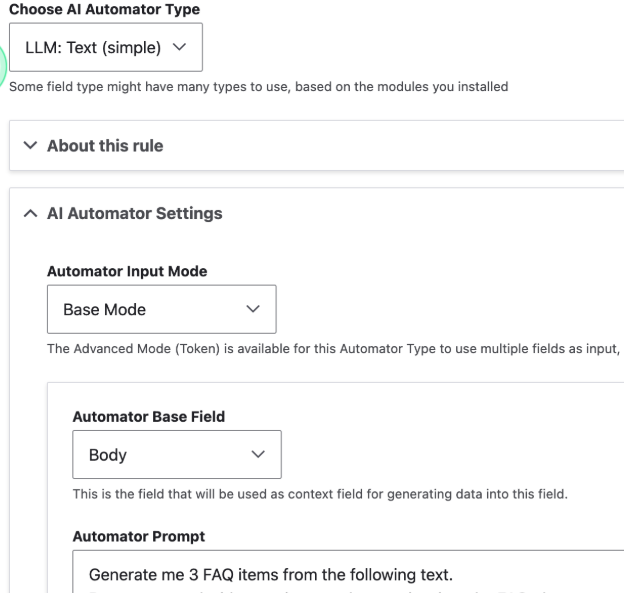 Choose AI Automator Type
LLM: Text (simple)
Some field type might have many types to use, based on the modules you installed
About this rule
AI Automator Settings
Automator Input Mode
Base Mode
The Advanced Mode (Token) is available for this Automator Type to use multiple fields as input,
Automator Base Field
Body
This is the field that will be used as context field for generating data into this field.
Automator Prompt
Generate me 3 FAQ items from the following text.